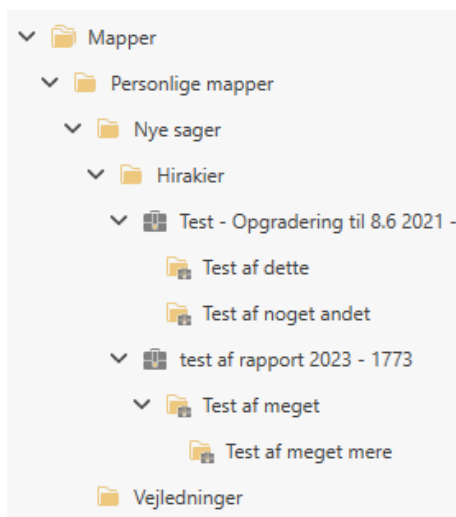 Mapper
Personlige mapper
Nye sager
Hirakier
Test - Opgradering til 8.6 2021 -
Test af dette
Test af noget andet
test af rapport 2023 - 1773
Test af meget
Test af meget mere
Vejledninger